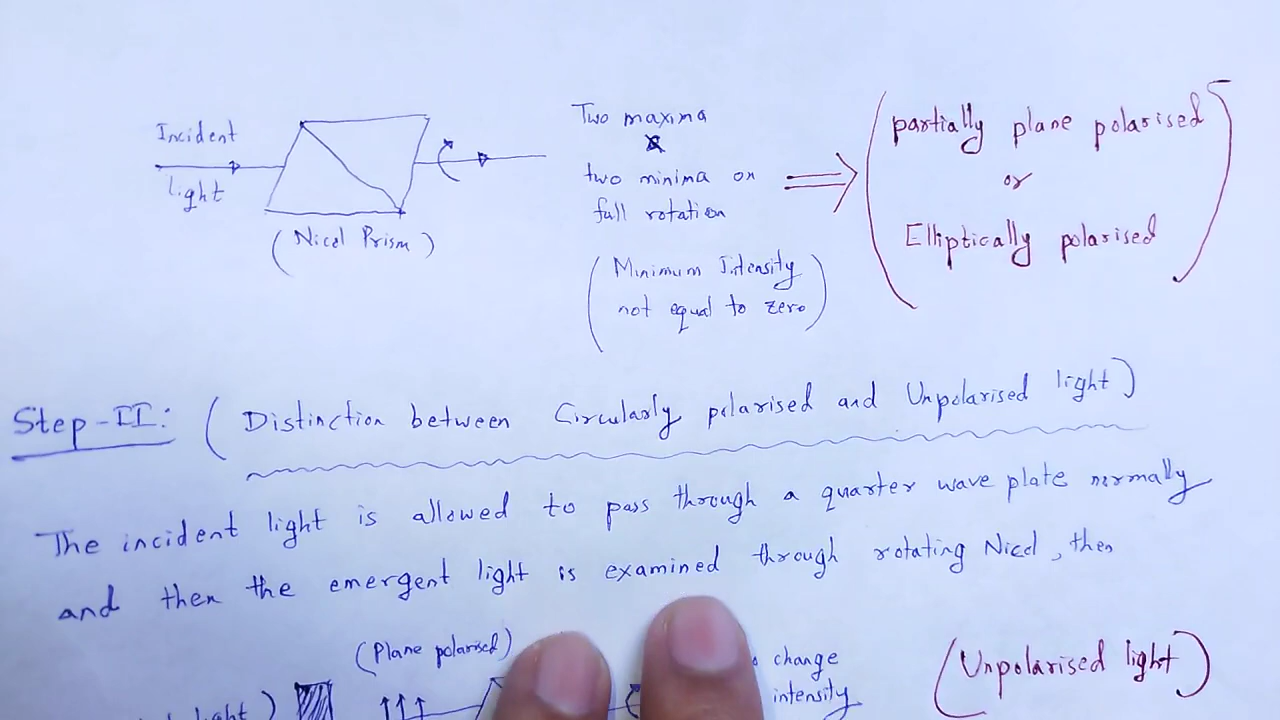 Incident
light
(Nicol Prism)
Two maxima
&
two minima on
full rotation
(Minimum Intensity
not equal to zero)
⟹
(partially plane polarised
or
Elliptically polarised)
Step-II: (Distinction between Circularly polarised and Unpolarised light)
The incident light is allowed to pass through a quarter wave plate normally
and then the emergent light is examined through rotating Nicol, then
(Plane polarised)
light)
change
intensity
(Unpolarised light)